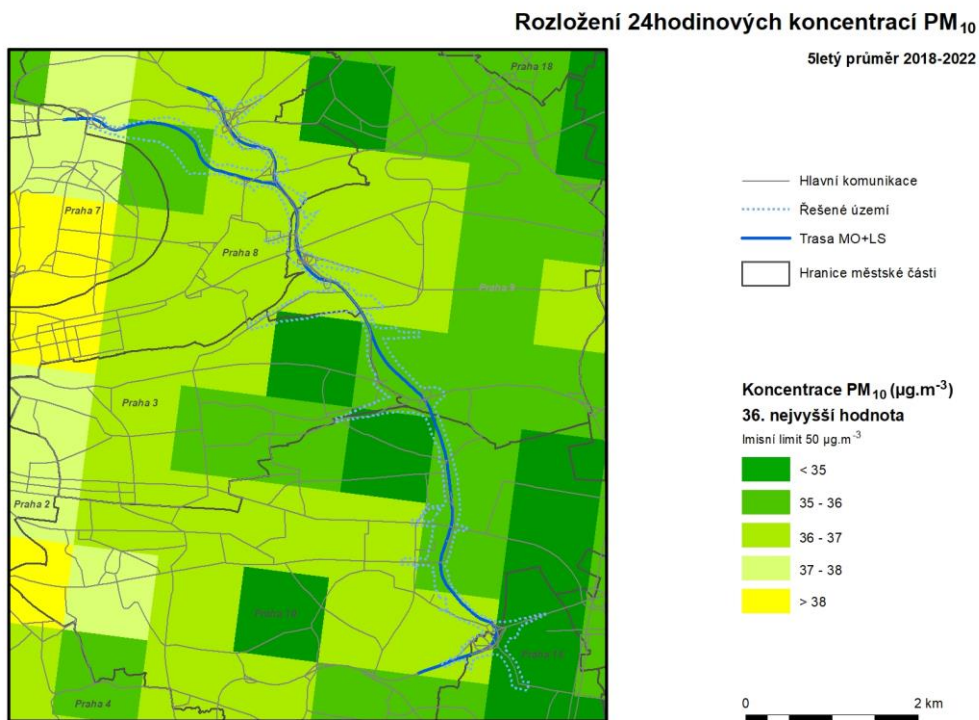 Rozložení 24hodinových koncentrací PM10
5letý průměr 2018-2022
Praha 18
Praha 7
Praha 8
Praha 9
Praha 3
Praha 2
Praha 10
Praha 15
Praha 4
Hlavní komunikace
Řešené území
Trasa MO+LS
Hranice městské části
Koncentrace PM10 (µg.m-3)
36. nejvyšší hodnota
Imisní limit 50 µg.m-3
< 35
35 - 36
36 - 37
37 - 38
> 38
0 2 km